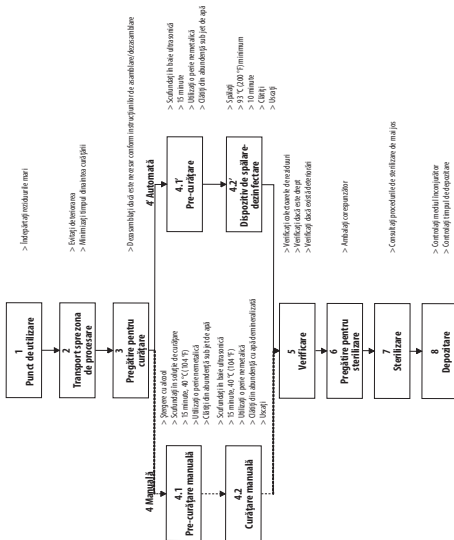 1
Punct de utilizare
> Îndepărtați reziduurile mari
2
Transport spre zona
de procesare
> Evitați deteriorarea
> Minimizați timpul dinaintea curățării
3
Pregătire pentru
curățare
> Dezasamblați dacă este necesar conform instrucțiunilor de asamblare/dezasamblare
4 Manuală
> Ștergere cu alcool
> Scufundați în soluție de curățare
> 15 minute, 40 °C (104 °F)
> Utilizați o perie nemetalică
> Clătiți din abundență sub jet de apă
4.1
Pre-curățare manuală
> Scufundați în baie ultrasonică
> 15 minute, 40 °C (104 °F)
> Utilizați o perie nemetalică
> Clătiți din abundență cu apă demineralizată
> Uscați
4.2
Curățare manuală
4' Automată
4.1'
Pre-curățare
> Scufundați în baie ultrasonică
> 15 minute
> Utilizați o perie nemetalică
> Clătiți din abundență sub jet de apă
4.2'
Dispozitiv de spălare-
dezinfectare
> Spălați
> 93 °C (200 °F) minimum
> 10 minute
> Clătiți
> Uscați
5
Verificare
> Verificați colectoarele de reziduuri
> Verificați dacă este drept
> Verificați dacă există deteriorări
6
Pregătire pentru
sterilizare
> Ambalați corespunzător
7
Sterilizare
> Consultați procedurile de sterilizare de mai jos
8
Depozitare
> Controlați mediul înconjurător
> Controlați timpul de depozitare